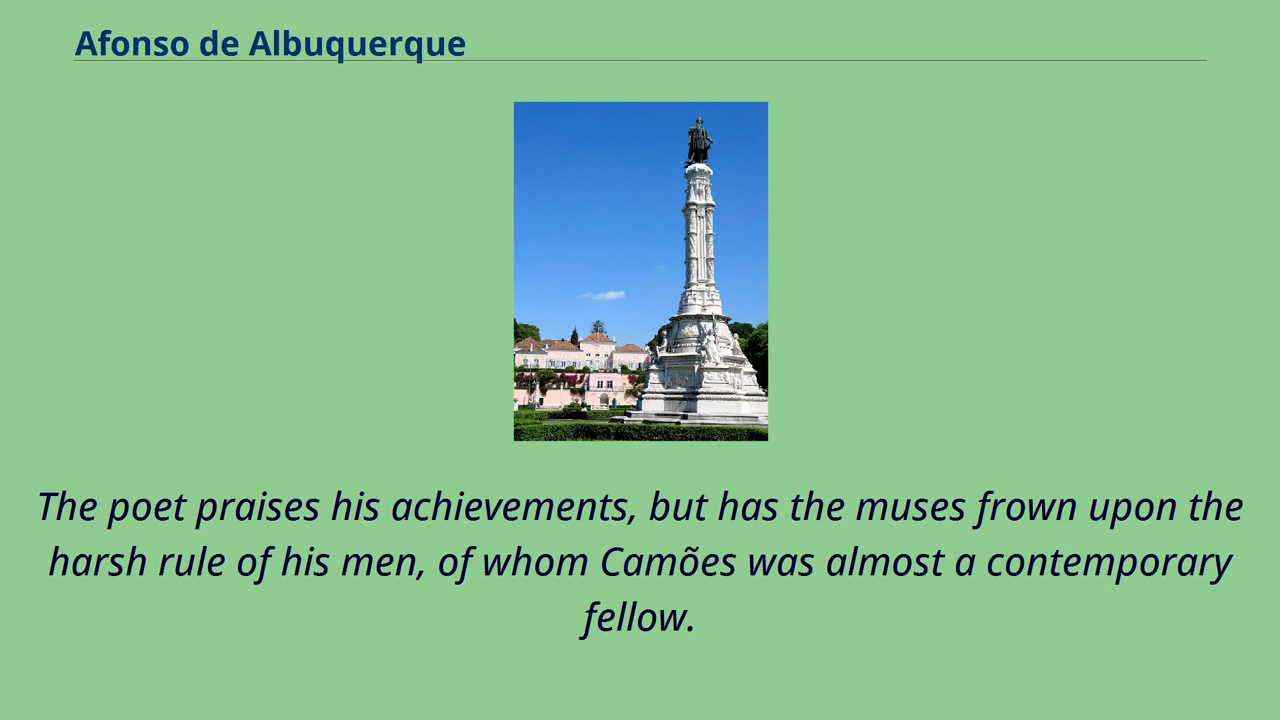 Afonso de Albuquerque
The poet praises his achievements, but has the muses frown upon the
harsh rule of his men, of whom Camões was almost a contemporary
fellow.